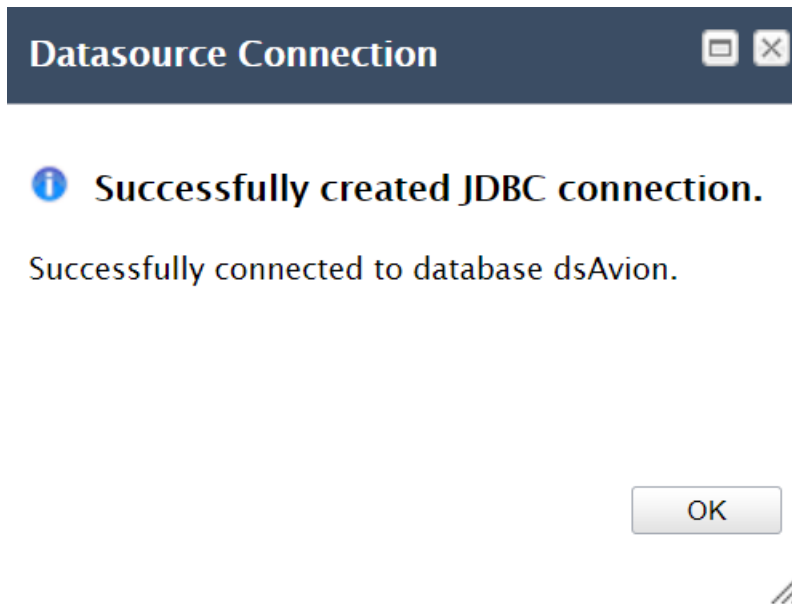 Datasource Connection
Successfully created JDBC connection.
Successfully connected to database dsAvion.
OK